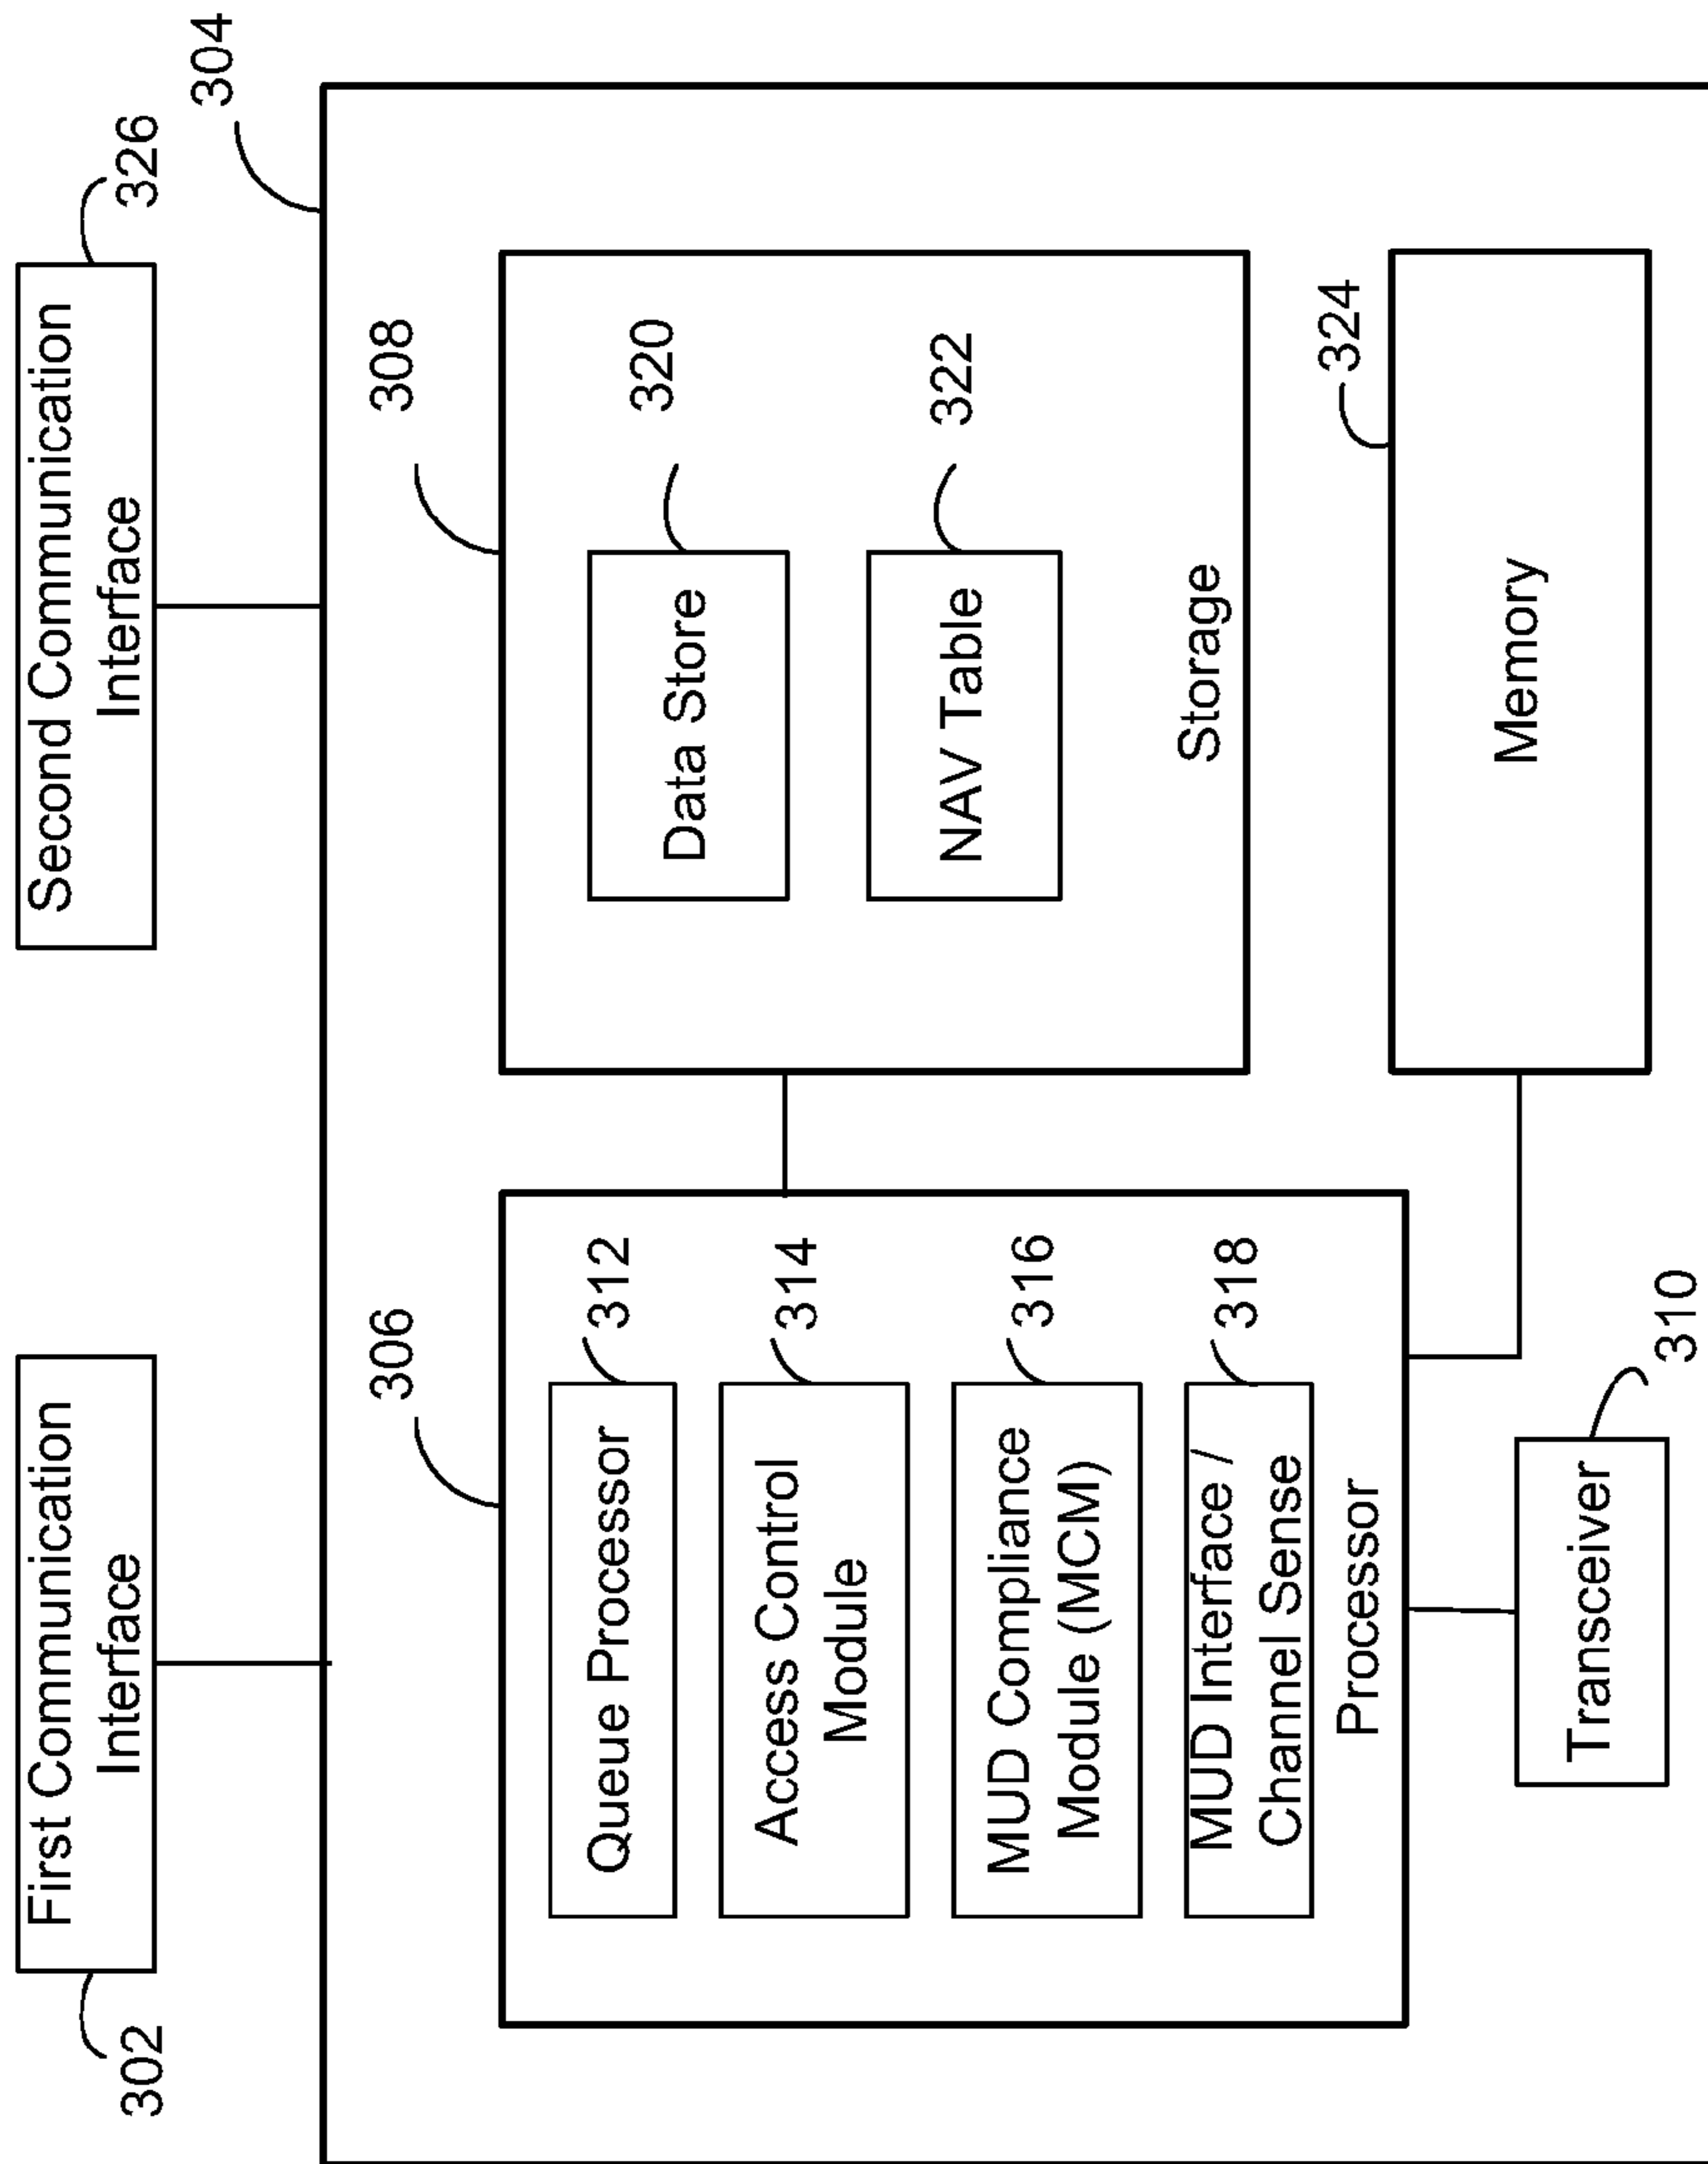 First Communication
Interface
302
Second Communication
Interface
326
304
306
Queue Processor
312
Access Control
Module
314
MUD Compliance
Module (MCM)
316
MUD Interface /
Channel Sense
318
Processor
308
Data Store
320
NAV Table
322
Storage
Transceiver
310
Memory
324